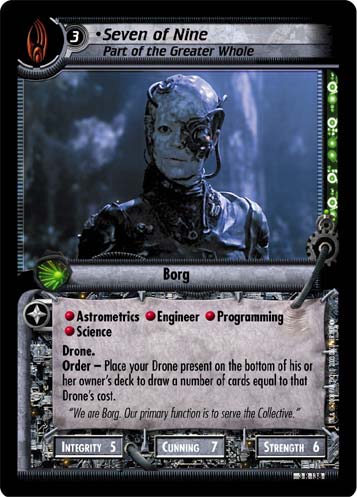 3 •Seven of Nine
Part of the Greater Whole
Borg
Astrometrics Engineer Programming
Science
Drone.
Order – Place your Drone present on the bottom of his or
her owner's deck to draw a number of cards equal to that
Drone's cost.
"We are Borg. Our primary function is to serve the Collective."
INTEGRITY 5 CUNNING 7 STRENGTH 6
3 R 138